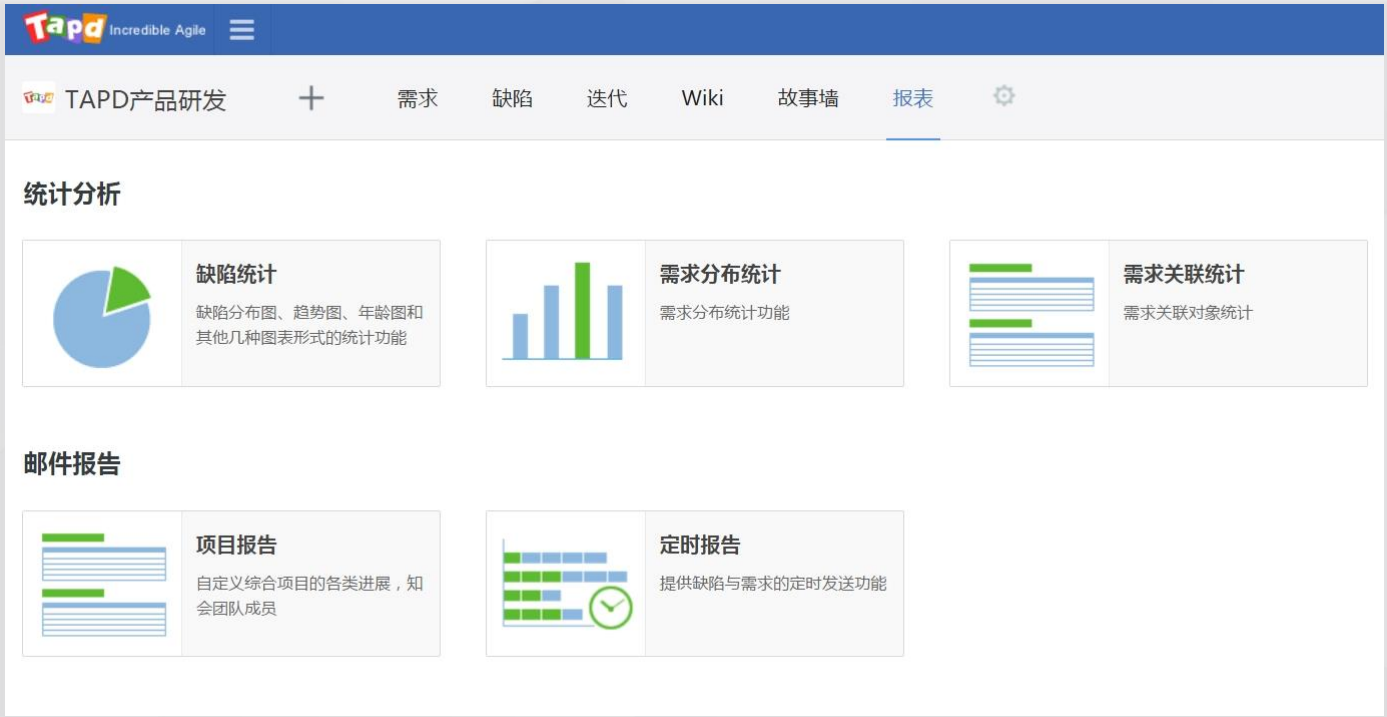 Tapd Incredible Agile
Tapd TAPD产品研发 需求 缺陷 迭代 Wiki 故事墙 报表
统计分析
缺陷统计
缺陷分布图、趋势图、年龄图和
其他几种图表形式的统计功能
需求分布统计
需求分布统计功能
需求关联统计
需求关联对象统计
邮件报告
项目报告
自定义综合项目的各类进展，知
会团队成员
定时报告
提供缺陷与需求的定时发送功能